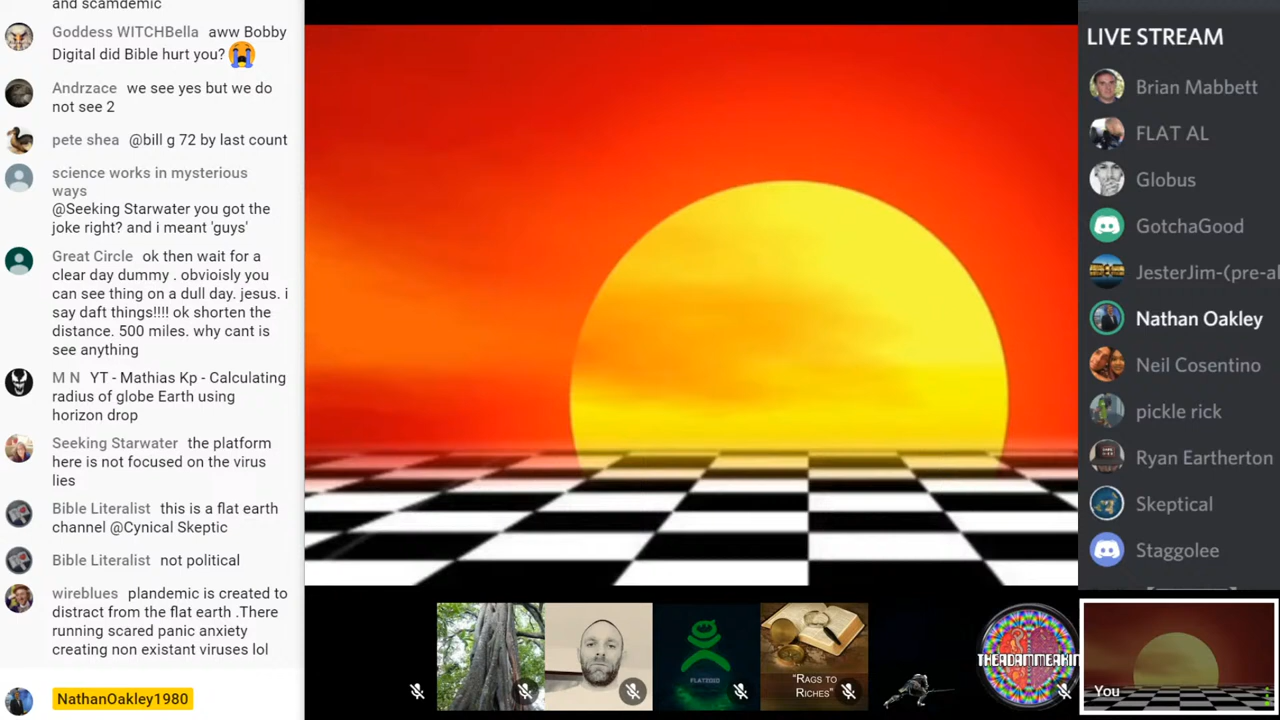 and scamdemic
Goddess WITCHBella aww Bobby
Digital did Bible hurt you?
Andrzace we see yes but we do
not see 2
pete shea @bill g 72 by last count
science works in mysterious
ways
@Seeking Starwater you got the
joke right? and i meant 'guys'
Great Circle ok then wait for a
clear day dummy . obvioisly you
can see thing on a dull day. jesus. i
say daft things!!!! ok shorten the
distance. 500 miles. why cant is
see anything
M N YT - Mathias Kp - Calculating
radius of globe Earth using
horizon drop
Seeking Starwater the platform
here is not focused on the virus
lies
Bible Literalist this is a flat earth
channel @Cynical Skeptic
Bible Literalist not political
wireblues plandemic is created to
distract from the flat earth .There
running scared panic anxiety
creating non existant viruses lol
NathanOakley1980
LIVE STREAM
Brian Mabbett
FLAT AL
Globus
GotchaGood
JesterJim-(pre-al
Nathan Oakley
Neil Cosentino
pickle rick
Ryan Eartherton
Skeptical
Staggolee
FLATZOID
"RAGS TO
RICHES"
THEADAMMEAKIN
You